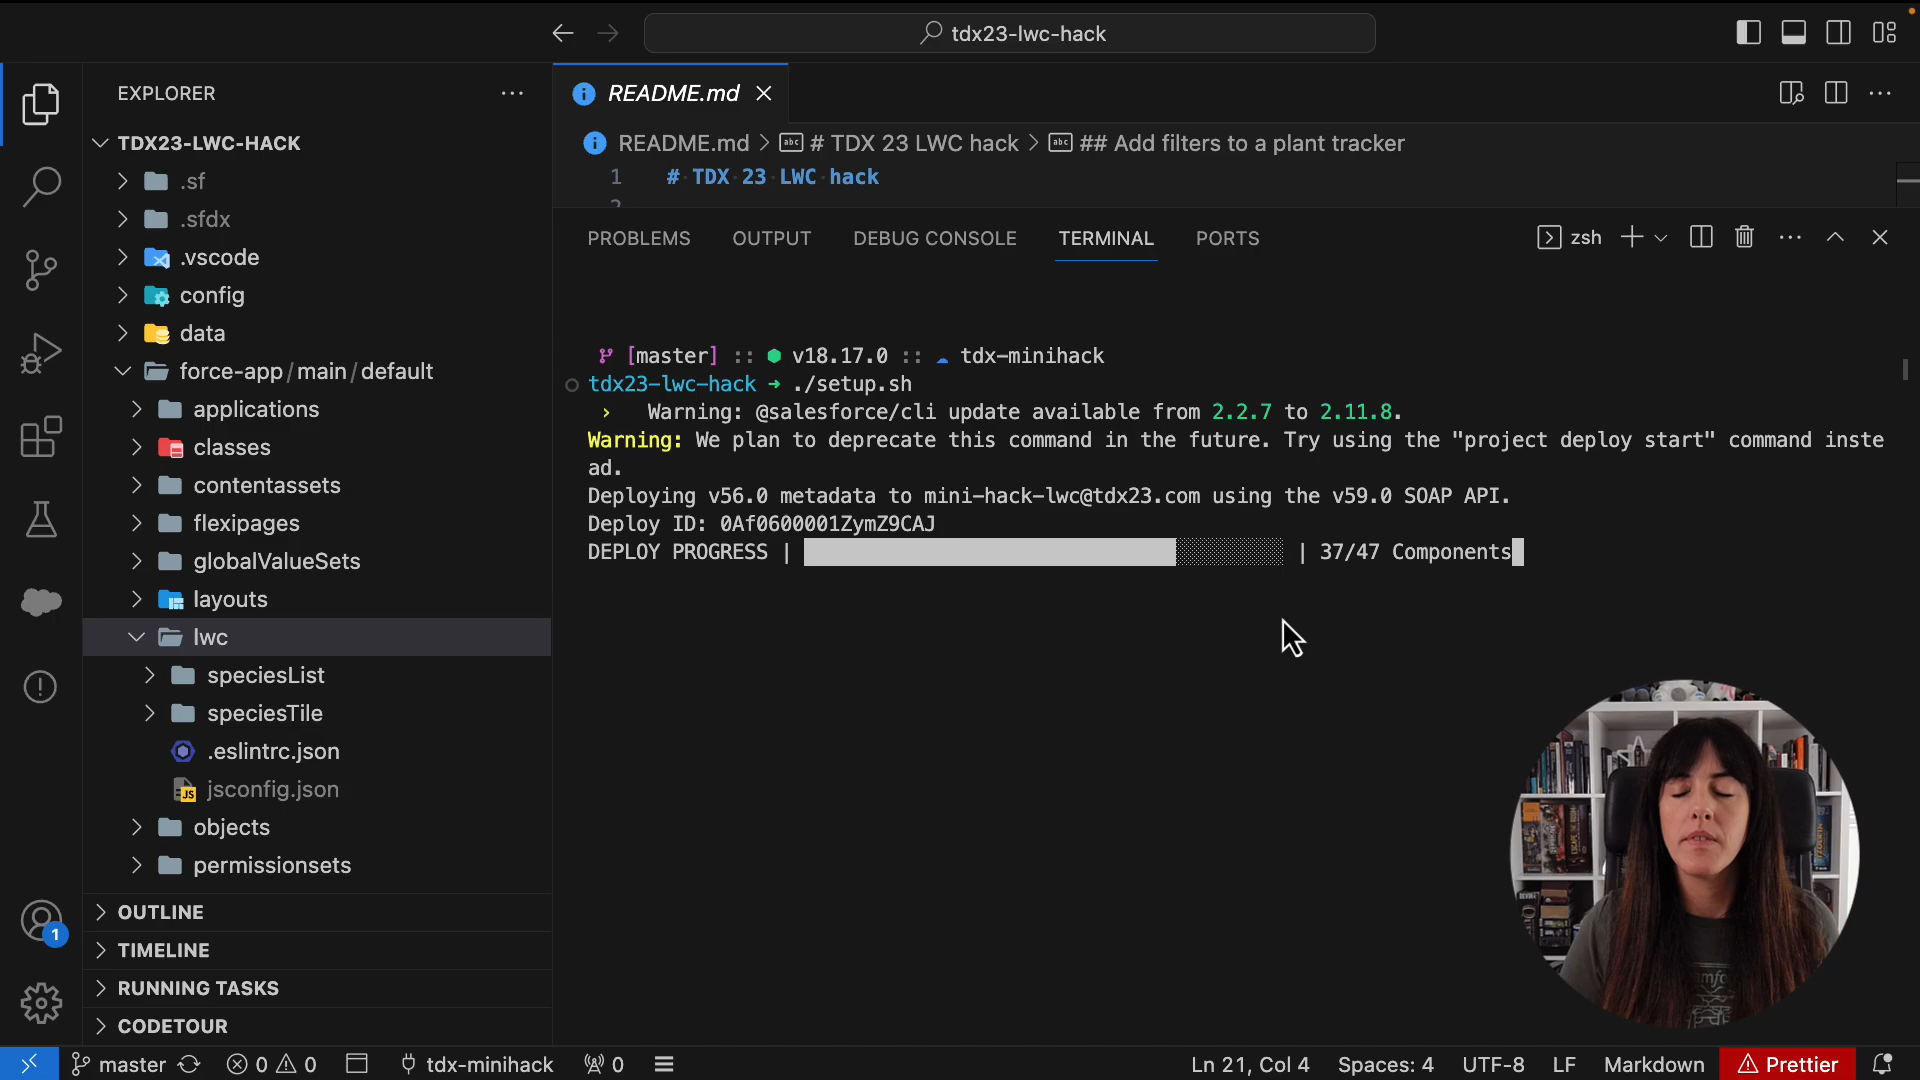 tdx23-lwc-hack
EXPLORER
TDX23-LWC-HACK
.sf
.sfdx
.vscode
config
data
force-app/main/default
applications
classes
contentassets
flexipages
globalValueSets
layouts
lwc
speciesList
speciesTile
.eslintrc.json
jsconfig.json
objects
permissionsets
OUTLINE
TIMELINE
RUNNING TASKS
CODETOUR
1
README.md
README.md > # TDX 23 LWC hack > ## Add filters to a plant tracker
1 # TDX 23 LWC hack
2
PROBLEMS OUTPUT DEBUG CONSOLE TERMINAL PORTS
zsh
[master] :: v18.17.0 :: tdx-minihack
tdx23-lwc-hack ➜ ./setup.sh
› Warning: @salesforce/cli update available from 2.2.7 to 2.11.8.
Warning: We plan to deprecate this command in the future. Try using the "project deploy start" command inste
ad.
Deploying v56.0 metadata to mini-hack-lwc@tdx23.com using the v59.0 SOAP API.
Deploy ID: 0Af0600001ZymZ9CAJ
DEPLOY PROGRESS | | 37/47 Components
master 0 0 tdx-minihack 0 Ln 21, Col 4 Spaces: 4 UTF-8 LF Markdown Prettier